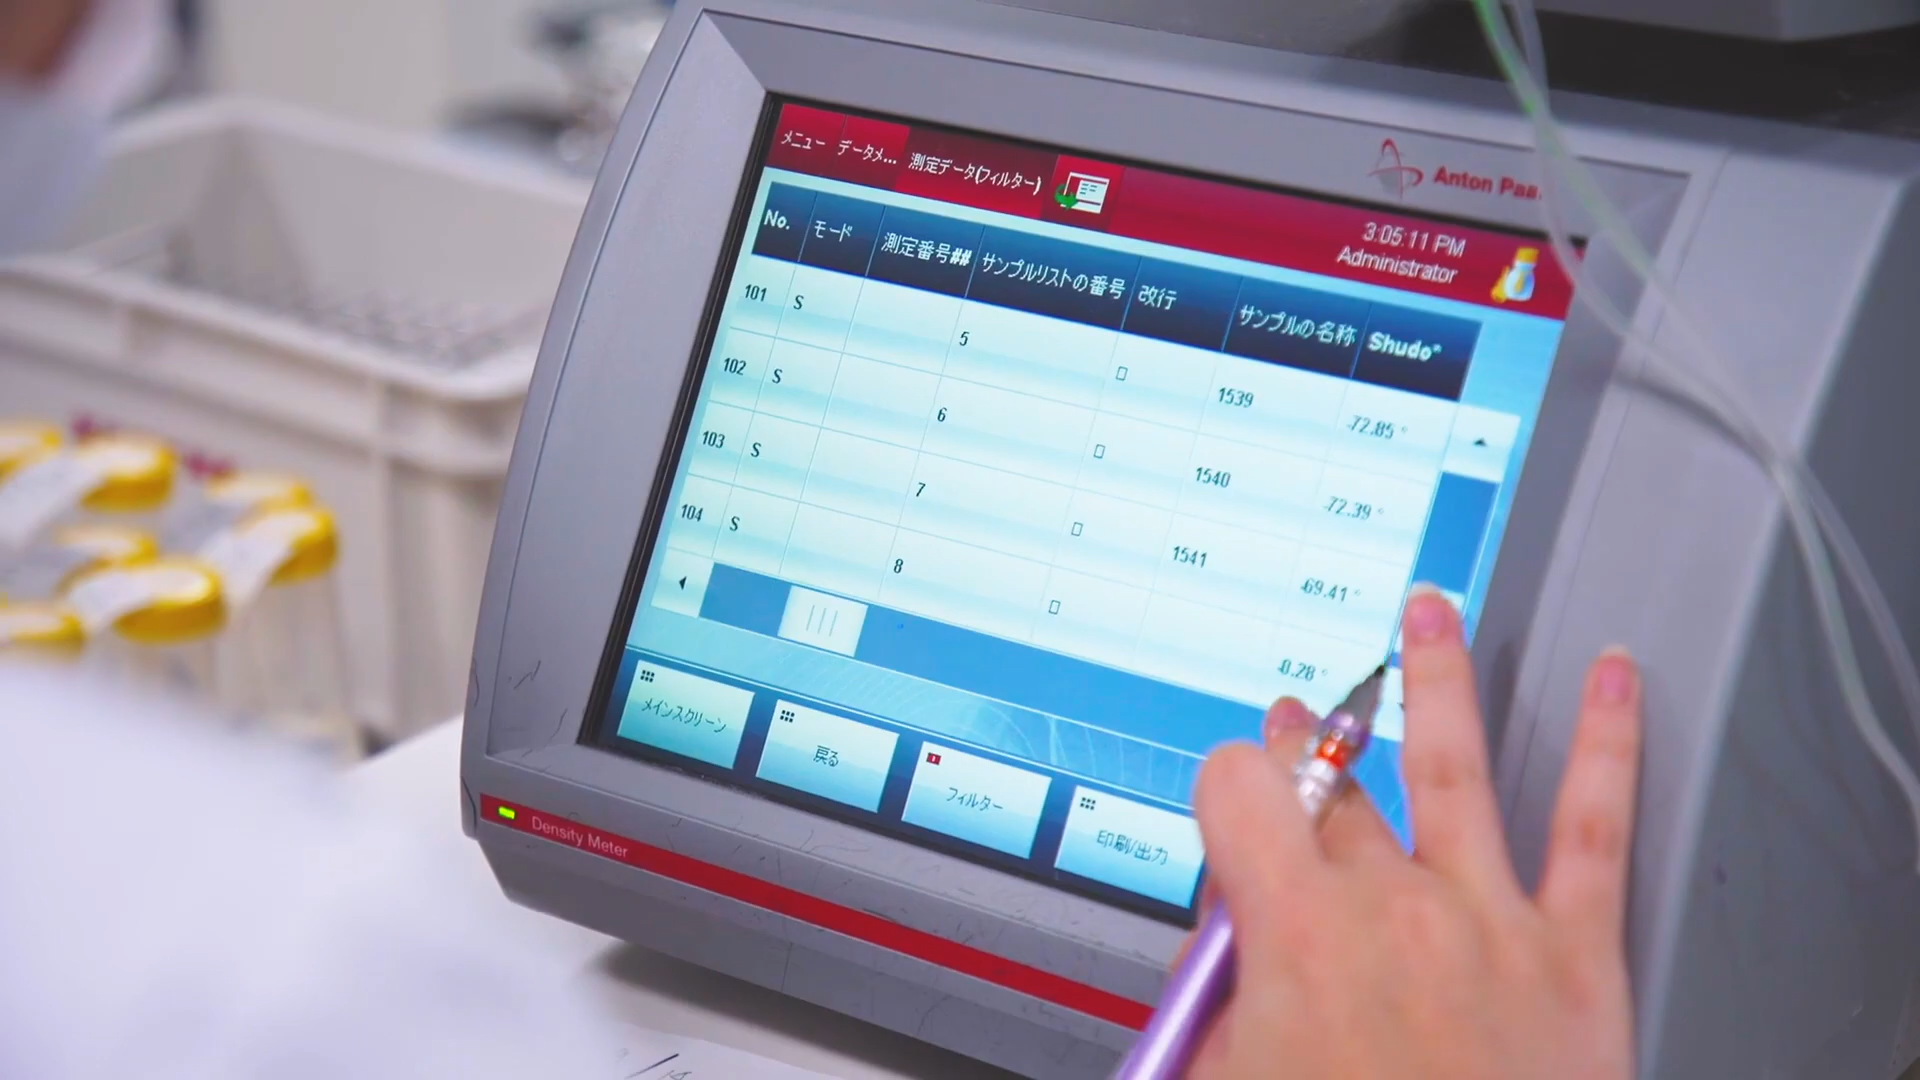 Anton Paa
メニュー データメ... 測定データ(フィルター)
3:05:11 PM
Administrator
No. モード 測定番号## サンプルリストの番号 改行 サンプルの名称 Shudo°
101 S 5 1539 -72.85 °
102 S 6 1540 -72.39 °
103 S 7 1541 -69.41 °
104 S 8 -0.28 °
メインスクリーン 戻る フィルター 印刷/出力
Density Meter